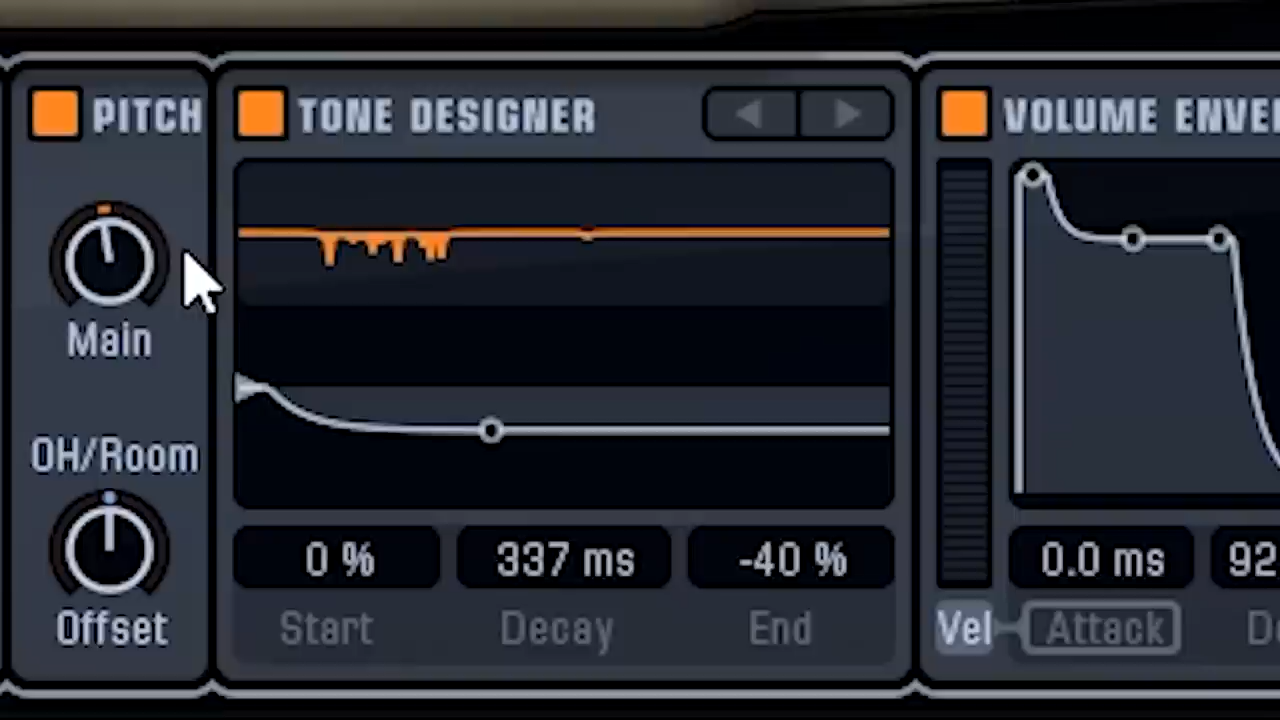 PITCH
Main
OH/Room
Offset
TONE DESIGNER
0 % 337 ms -40 %
Start Decay End
VOLUME ENVE
0.0 ms 92
Vel Attack D